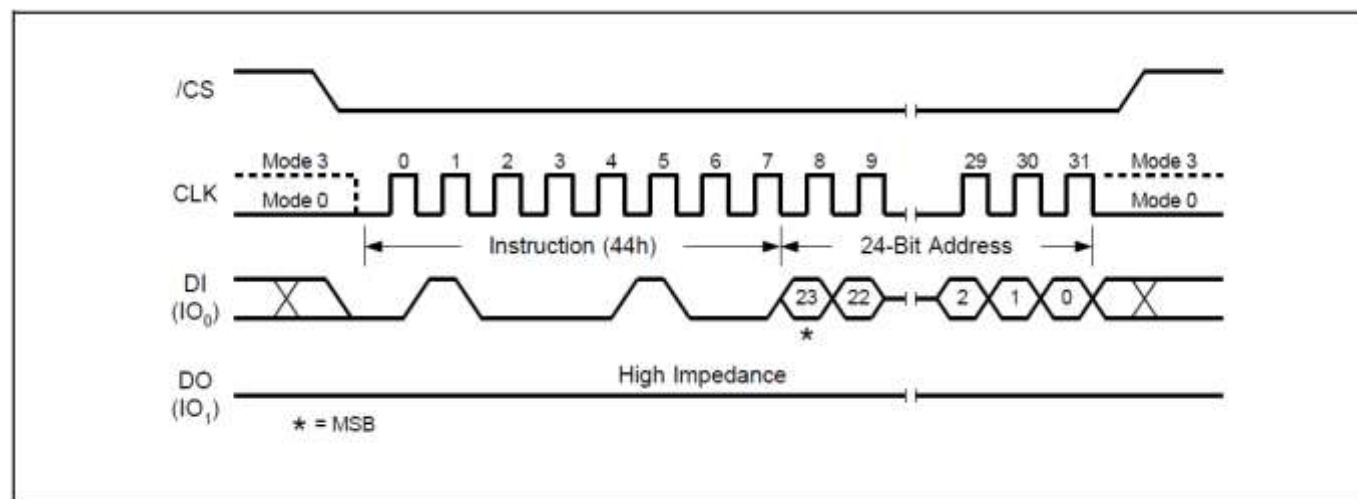 /CS
Mode 3 0 1 2 3 4 5 6 7 8 9 29 30 31 Mode 3
CLK
Mode 0 Mode 0
Instruction (44h) 24-Bit Address
DI
(IO0) 23 22 2 1 0
*
DO High Impedance
(IO1)
* = MSB